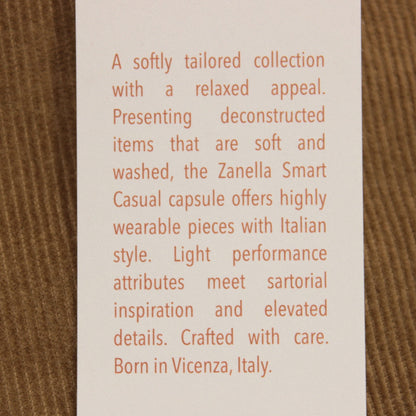 A softly tailored collection
with a relaxed appeal.
Presenting deconstructed
items that are soft and
washed, the Zanella Smart
Casual capsule offers highly
wearable pieces with Italian
style. Light performance
attributes meet sartorial
inspiration and elevated
details. Crafted with care.
Born in Vicenza, Italy.